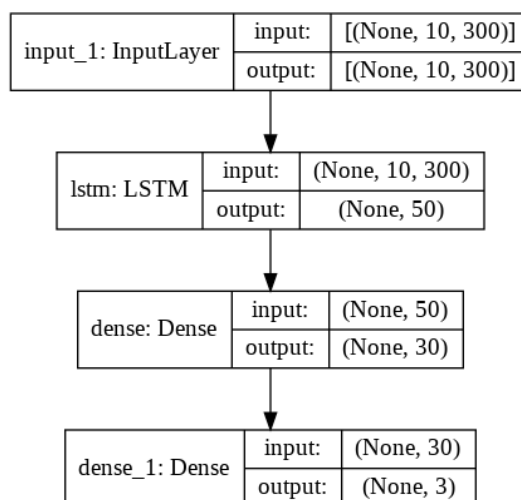 input_1: InputLayer
input: [(None, 10, 300)]
output: [(None, 10, 300)]
lstm: LSTM
input: (None, 10, 300)
output: (None, 50)
dense: Dense
input: (None, 50)
output: (None, 30)
dense_1: Dense
input: (None, 30)
output: (None, 3)